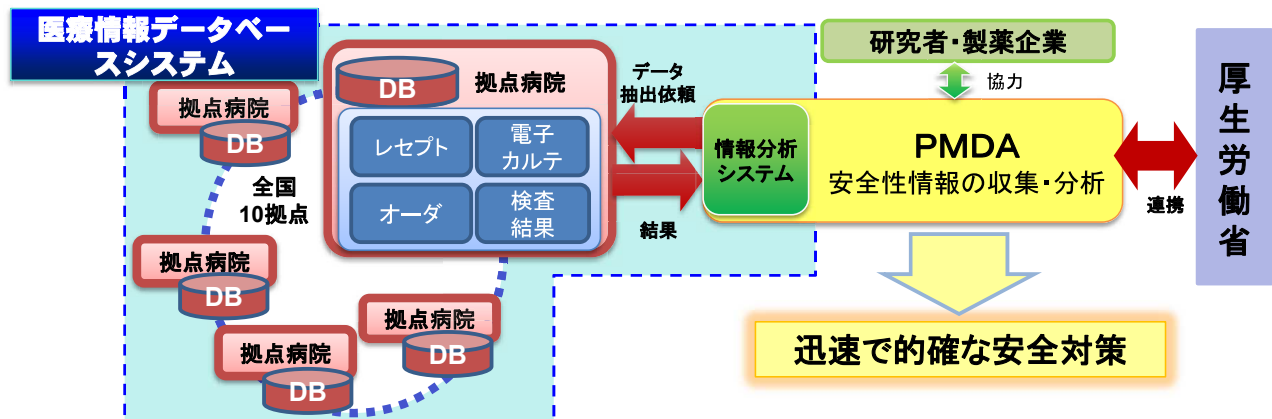 医療情報データベー
スシステム
拠点病院
DB
全国
10拠点
拠点病院
DB
拠点病院
DB
拠点病院
DB
DB
拠点病院
レセプト
電子
カルテ
オーダ
検査
結果
データ
抽出依頼
結果
情報分析
システム
研究者・製薬企業
協力
PMDA
安全性情報の収集・分析
連携
厚生労働省
迅速で的確な安全対策